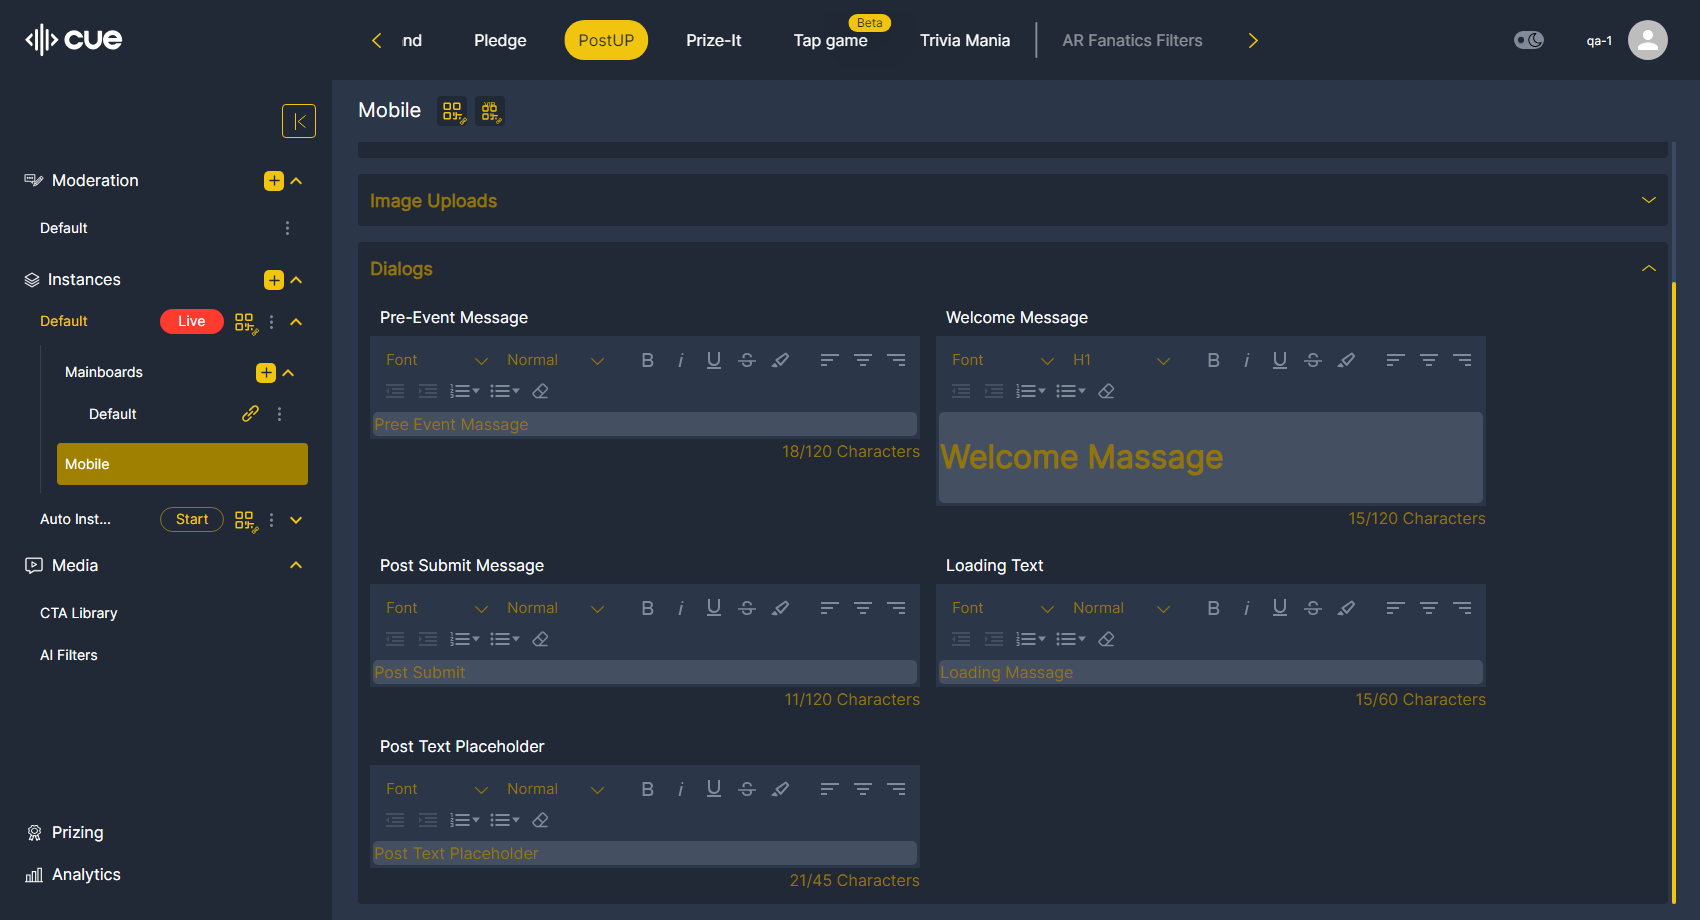 cue
nd
Pledge
PostUP
Prize-It
Tap game
Beta
Trivia Mania
AR Fanatics Filters
qa-1
Mobile
Moderation
Default
Instances
Default
Live
Mainboards
Default
Mobile
Auto Inst...
Start
Media
CTA Library
AI Filters
Prizing
Analytics
Image Uploads
Dialogs
Pre-Event Message
Font
Normal
Pree Event Massage
18/120 Characters
Welcome Message
Font
H1
Welcome Massage
15/120 Characters
Post Submit Message
Font
Normal
Post Submit
11/120 Characters
Loading Text
Font
Normal
Loading Massage
15/60 Characters
Post Text Placeholder
Font
Normal
Post Text Placeholder
21/45 Characters